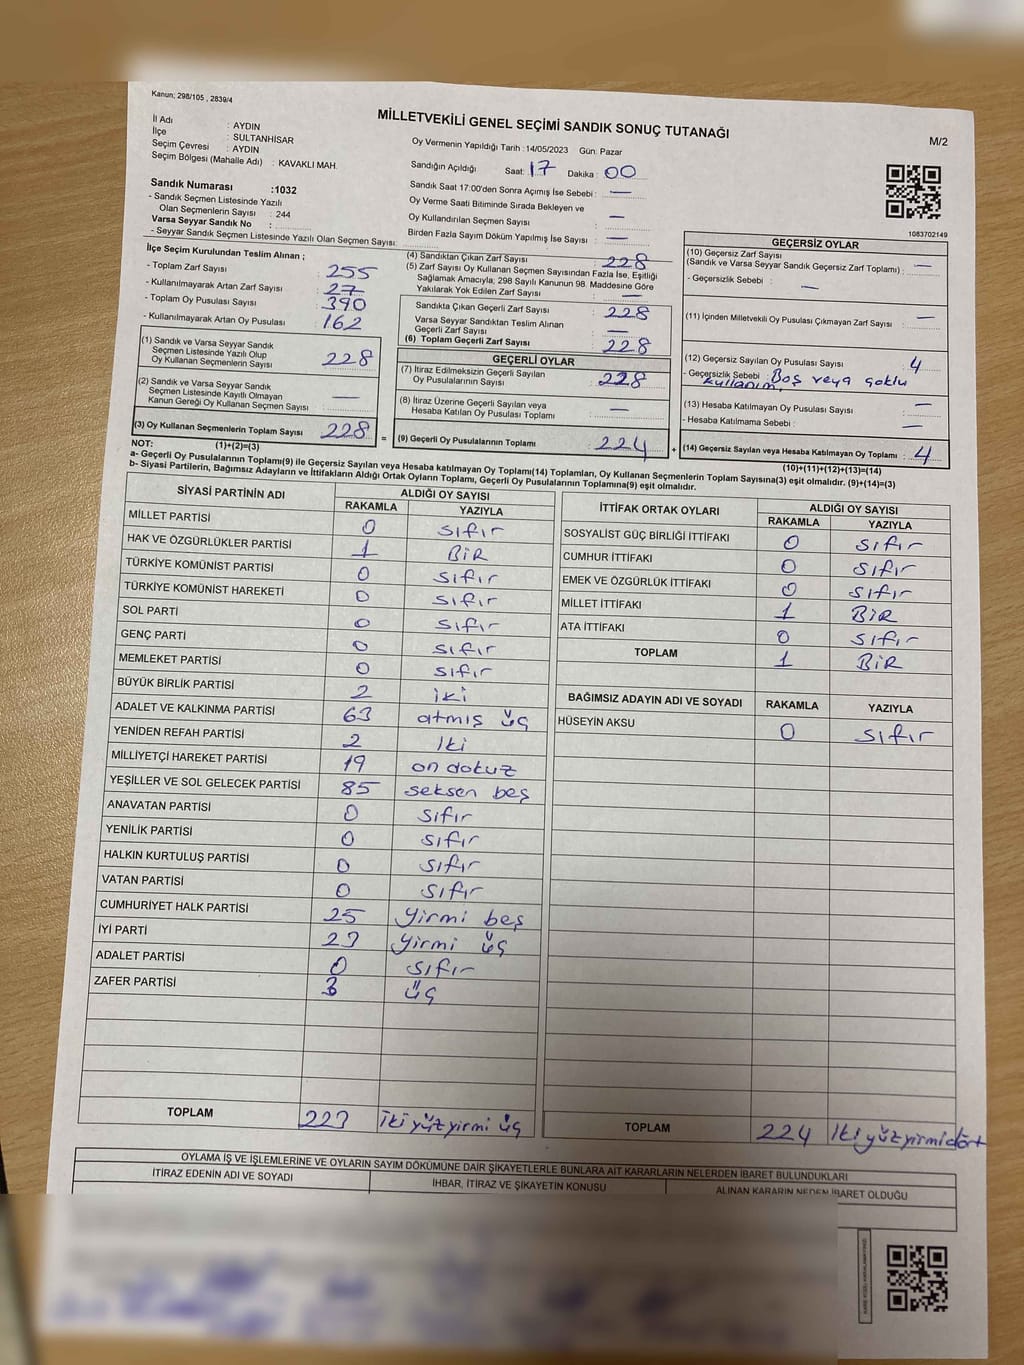 Kanun: 298/105 , 2839/4
MİLLETVEKİLİ GENEL SEÇİMİ SANDIK SONUÇ TUTANAĞI
M/2
İl Adı : AYDIN
İlçe : SULTANHİSAR
Seçim Çevresi : AYDIN
Seçim Bölgesi (Mahalle Adı) : KAVAKLI MAH.
Sandık Numarası :1032
- Sandık Seçmen Listesinde Yazılı
Olan Seçmenlerin Sayısı : 244
Varsa Seyyar Sandık No :
- Seyyar Sandık Seçmen Listesinde Yazılı Olan Seçmen Sayısı:
Oy Vermenin Yapıldığı Tarih :14/05/2023 Gün: Pazar
Sandığın Açıldığı Saat: 17 Dakika : 00
Sandık Saat 17:00'den Sonra Açımış İse Sebebi : —
Oy Verme Saati Bitiminde Sırada Bekleyen ve
Oy Kullandırılan Seçmen Sayısı : —
Birden Fazla Sayım Döküm Yapılmış İse Sayısı : —
1083702149
İlçe Seçim Kurulundan Teslim Alınan ;
- Toplam Zarf Sayısı : 255
- Kullanılmayarak Artan Zarf Sayısı : 27
- Toplam Oy Pusulası Sayısı : 390
- Kullanılmayarak Artan Oy Pusulası : 162
(1) Sandık ve Varsa Seyyar Sandık
Seçmen Listesinde Yazılı Olup
Oy Kullanan Seçmenlerin Sayısı : 228
(2) Sandık ve Varsa Seyyar Sandık
Seçmen Listesinde Kayıtlı Olmayan
Kanun Gereği Oy Kullanan Seçmen Sayısı : —
(3) Oy Kullanan Seçmenlerin Toplam Sayısı : 228
(1)+(2)=(3)
(4) Sandıktan Çıkan Zarf Sayısı : 228
(5) Zarf Sayısı Oy Kullanan Seçmen Sayısından Fazla İse, Eşitliği
Sağlamak Amacıyla, 298 Sayılı Kanunun 98. Maddesine Göre
Yakılarak Yok Edilen Zarf Sayısı : —
Sandıkta Çıkan Geçerli Zarf Sayısı : 228
Varsa Seyyar Sandıktan Teslim Alınan
Geçerli Zarf Sayısı : —
(6) Toplam Geçerli Zarf Sayısı : 228
GEÇERLİ OYLAR
(7) İtiraz Edilmeksizin Geçerli Sayılan
Oy Pusulalarının Sayısı : 228
(8) İtiraz Üzerine Geçerli Sayılan veya
Hesaba Katılan Oy Pusulası Toplamı : —
= (9) Geçerli Oy Pusulalarının Toplamı : 224
GEÇERSİZ OYLAR
(10) Geçersiz Zarf Sayısı
(Sandık ve Varsa Seyyar Sandık Geçersiz Zarf Toplamı) : —
- Geçersizlik Sebebi : —
(11) İçinden Milletvekili Oy Pusulası Çıkmayan Zarf Sayısı : —
(12) Geçersiz Sayılan Oy Pusulası Sayısı : 4
- Geçersizlik Sebebi : Boş veya çoklu
kullanım,
(13) Hesaba Katılmayan Oy Pusulası Sayısı : —
- Hesaba Katılmama Sebebi : —
+ (14) Geçersiz Sayılan veya Hesaba Katılmayan Oy Toplamı : 4
(10)+(11)+(12)+(13)=(14)
NOT:
a- Geçerli Oy Pusulalarının Toplamı(9) ile Geçersiz Sayılan veya Hesaba katılmayan Oy Toplamı(14) Toplamları, Oy Kullanan Seçmenlerin Toplam Sayısına(3) eşit olmalıdır. (9)+(14)=(3)
b- Siyasi Partilerin, Bağımsız Adayların ve İttifakların Aldığı Ortak Oyların Toplamı, Geçerli Oy Pusulalarının Toplamına(9) eşit olmalıdır.
SİYASİ PARTİNİN ADI ALDIĞI OY SAYISI
RAKAMLA YAZIYLA
MİLLET PARTİSİ 0 sıfır
HAK VE ÖZGÜRLÜKLER PARTİSİ 1 BİR
TÜRKİYE KOMÜNİST PARTİSİ 0 sıfır
TÜRKİYE KOMÜNİST HAREKETİ 0 sıfır
SOL PARTİ 0 sıfır
GENÇ PARTİ 0 sıfır
MEMLEKET PARTİSİ 0 sıfır
BÜYÜK BİRLİK PARTİSİ 2 iki
ADALET VE KALKINMA PARTİSİ 63 atmış üç
YENİDEN REFAH PARTİSİ 2 İki
MİLLİYETÇİ HAREKET PARTİSİ 19 on dokuz
YEŞİLLER VE SOL GELECEK PARTİSİ 85 seksen beş
ANAVATAN PARTİSİ 0 sıfır
YENİLİK PARTİSİ 0 sıfır
HALKIN KURTULUŞ PARTİSİ 0 sıfır
VATAN PARTİSİ 0 sıfır
CUMHURİYET HALK PARTİSİ 25 yirmi beş
İYİ PARTİ 23 yirmi üç
ADALET PARTİSİ 0 sıfır
ZAFER PARTİSİ 3 üç
TOPLAM 223 İki yüz yirmi üç
İTTİFAK ORTAK OYLARI ALDIĞI OY SAYISI
RAKAMLA YAZIYLA
SOSYALİST GÜÇ BİRLİĞİ İTTİFAKI 0 sıfır
CUMHUR İTTİFAKI 0 sıfır
EMEK VE ÖZGÜRLÜK İTTİFAKI 0 sıfır
MİLLET İTTİFAKI 1 BİR
ATA İTTİFAKI 0 sıfır
TOPLAM 1 BİR
BAĞIMSIZ ADAYIN ADI VE SOYADI RAKAMLA YAZIYLA
HÜSEYİN AKSU 0 sıfır
TOPLAM 224 İki yüz yirmi dört
OYLAMA İŞ VE İŞLEMLERİNE VE OYLARIN SAYIM DÖKÜMÜNE DAİR ŞİKAYETLERLE BUNLARA AİT KARARLARIN NELERDEN İBARET BULUNDUKLARI
İTİRAZ EDENİN ADI VE SOYADI İHBAR, İTİRAZ VE ŞİKAYETİN KONUSU ALINAN KARARIN NEDEN İBARET OLDUĞU